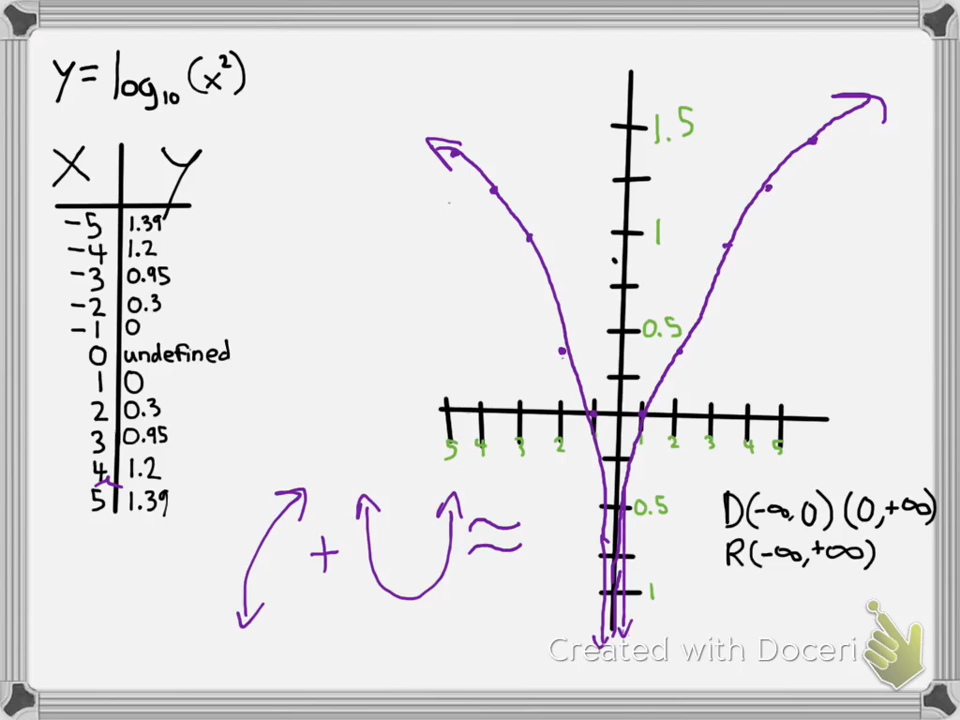 y = log₁₀ (x²)
X Y
-5 1.39
-4 1.2
-3 0.95
-2 0.3
-1 0
0 undefined
1 0
2 0.3
3 0.95
4 1.2
5 1.39
+ ≈
1.5
1
0.5
5 4 3 2 1 1 2 3 4 5
0.5
1
D(-∞,0) (0,+∞)
R(-∞,+∞)
Created with Doceri